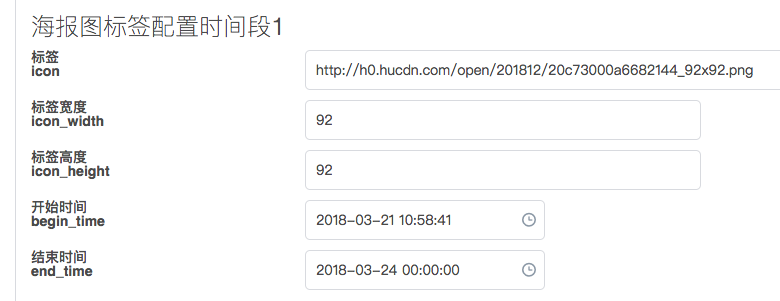 海报图标签配置时间段1
标签
icon
http://h0.hucdn.com/open/201812/20c73000a6682144_92x92.png
标签宽度
icon_width
92
标签高度
icon_height
92
开始时间
begin_time
2018-03-21 10:58:41
结束时间
end_time
2018-03-24 00:00:00